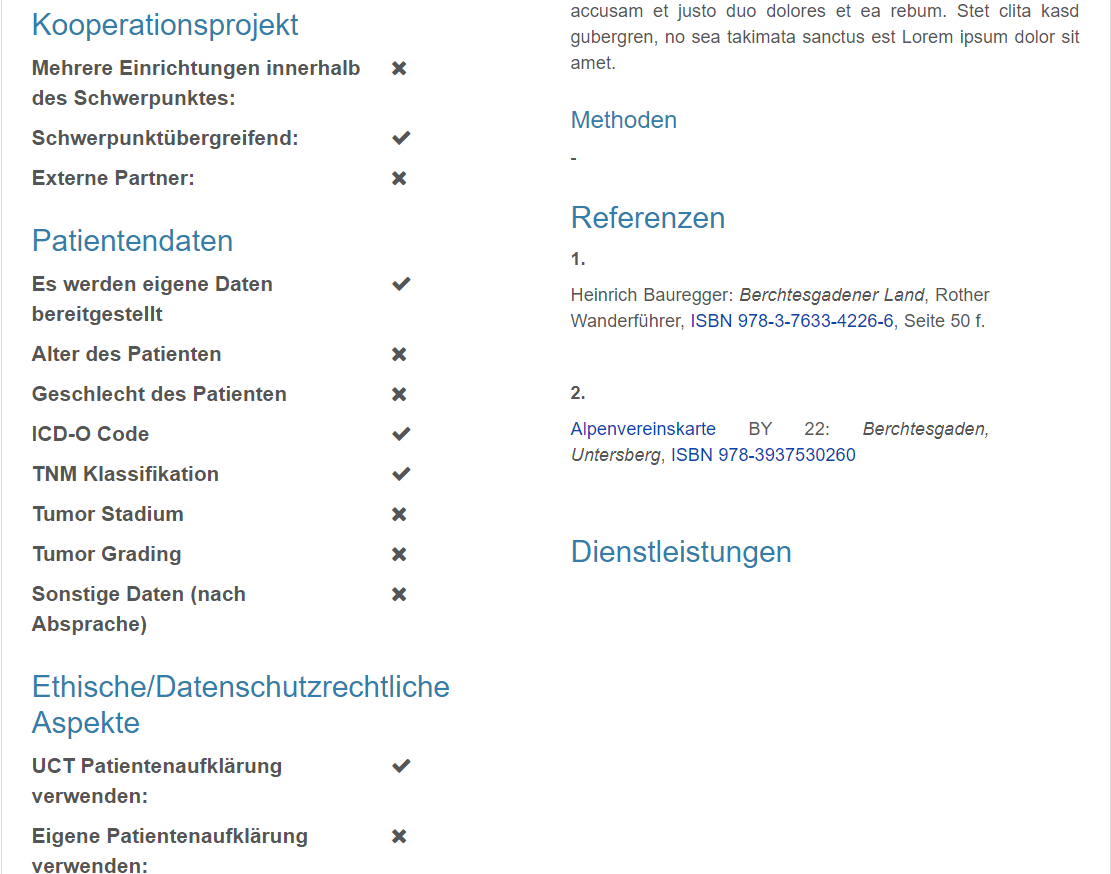 Kooperationsprojekt
Mehrere Einrichtungen innerhalb
des Schwerpunktes: ✖
Schwerpunktübergreifend: ✔
Externe Partner: ✖
Patientendaten
Es werden eigene Daten
bereitgestellt ✔
Alter des Patienten ✖
Geschlecht des Patienten ✖
ICD-O Code ✔
TNM Klassifikation ✔
Tumor Stadium ✖
Tumor Grading ✖
Sonstige Daten (nach
Absprache) ✖
Ethische/Datenschutzrechtliche
Aspekte
UCT Patientenaufklärung
verwenden: ✔
Eigene Patientenaufklärung
verwenden: ✖
accusam et justo duo dolores et ea rebum. Stet clita kasd
gubergren, no sea takimata sanctus est Lorem ipsum dolor sit
amet.
Methoden
-
Referenzen
1.
Heinrich Bauregger: Berchtesgadener Land, Rother
Wanderführer, ISBN 978-3-7633-4226-6, Seite 50 f.
2.
Alpenvereinskarte BY 22: Berchtesgaden,
Untersberg, ISBN 978-3937530260
Dienstleistungen